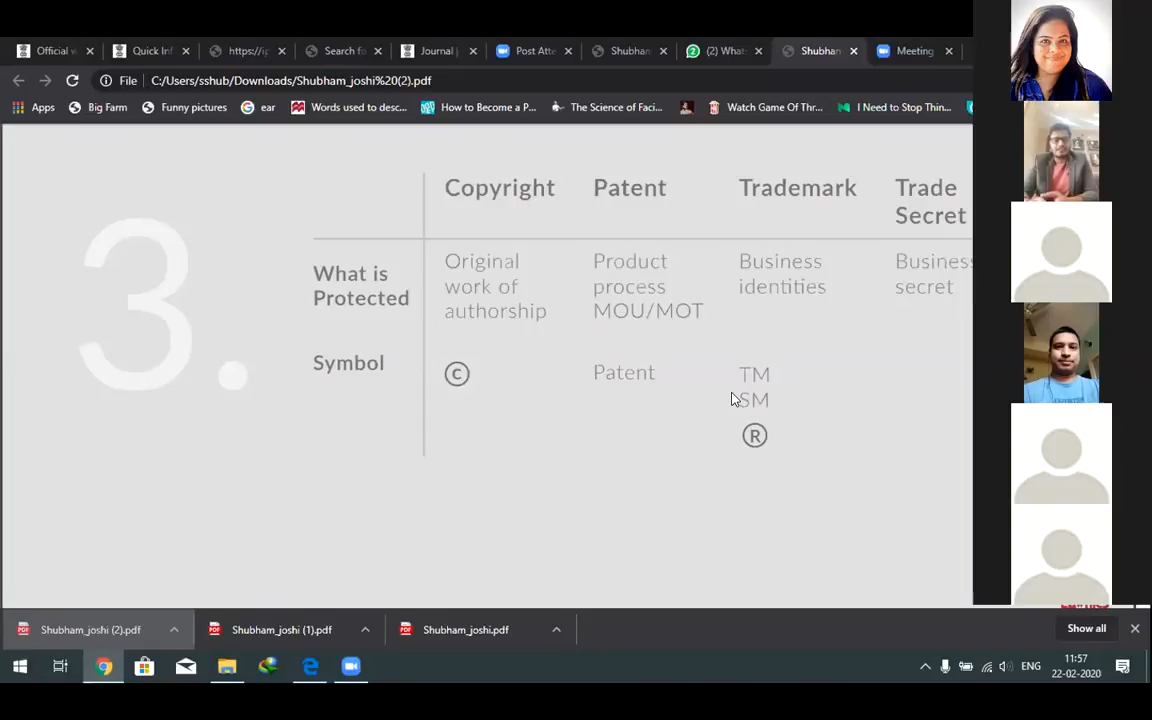 Official w
Quick Inf
https://ip
Search fo
Journal
Post Atte
Shubham
(2) What
Shubham
Meeting
File C:/Users/sshub/Downloads/Shubham_joshi%20(2).pdf
Apps
Big Farm
Funny pictures
ear
Words used to desc...
How to Become a P...
The Science of Faci...
Watch Game Of Thr...
I Need to Stop Thin...
3.
Copyright Patent Trademark Trade
Secret
What is
Protected
Original
work of
authorship
Product
process
MOU/MOT
Business
identities
Business
secret
Symbol
©
Patent
TM
SM
®
Shubham_joshi (2).pdf
Shubham_joshi (1).pdf
Shubham_joshi.pdf
Show all
ENG
11:57
22-02-2020